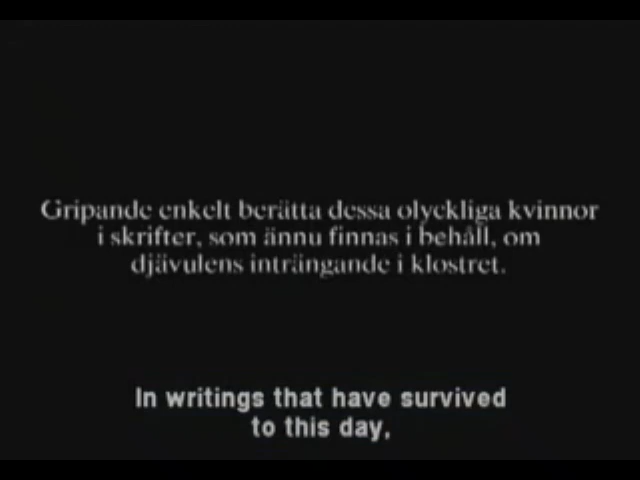 Gripande enkelt berätta dessa olyckliga kvinnor
i skrifter, som ännu finnas i behåll, om
djävulens inträngande i klostret.
In writings that have survived
to this day,